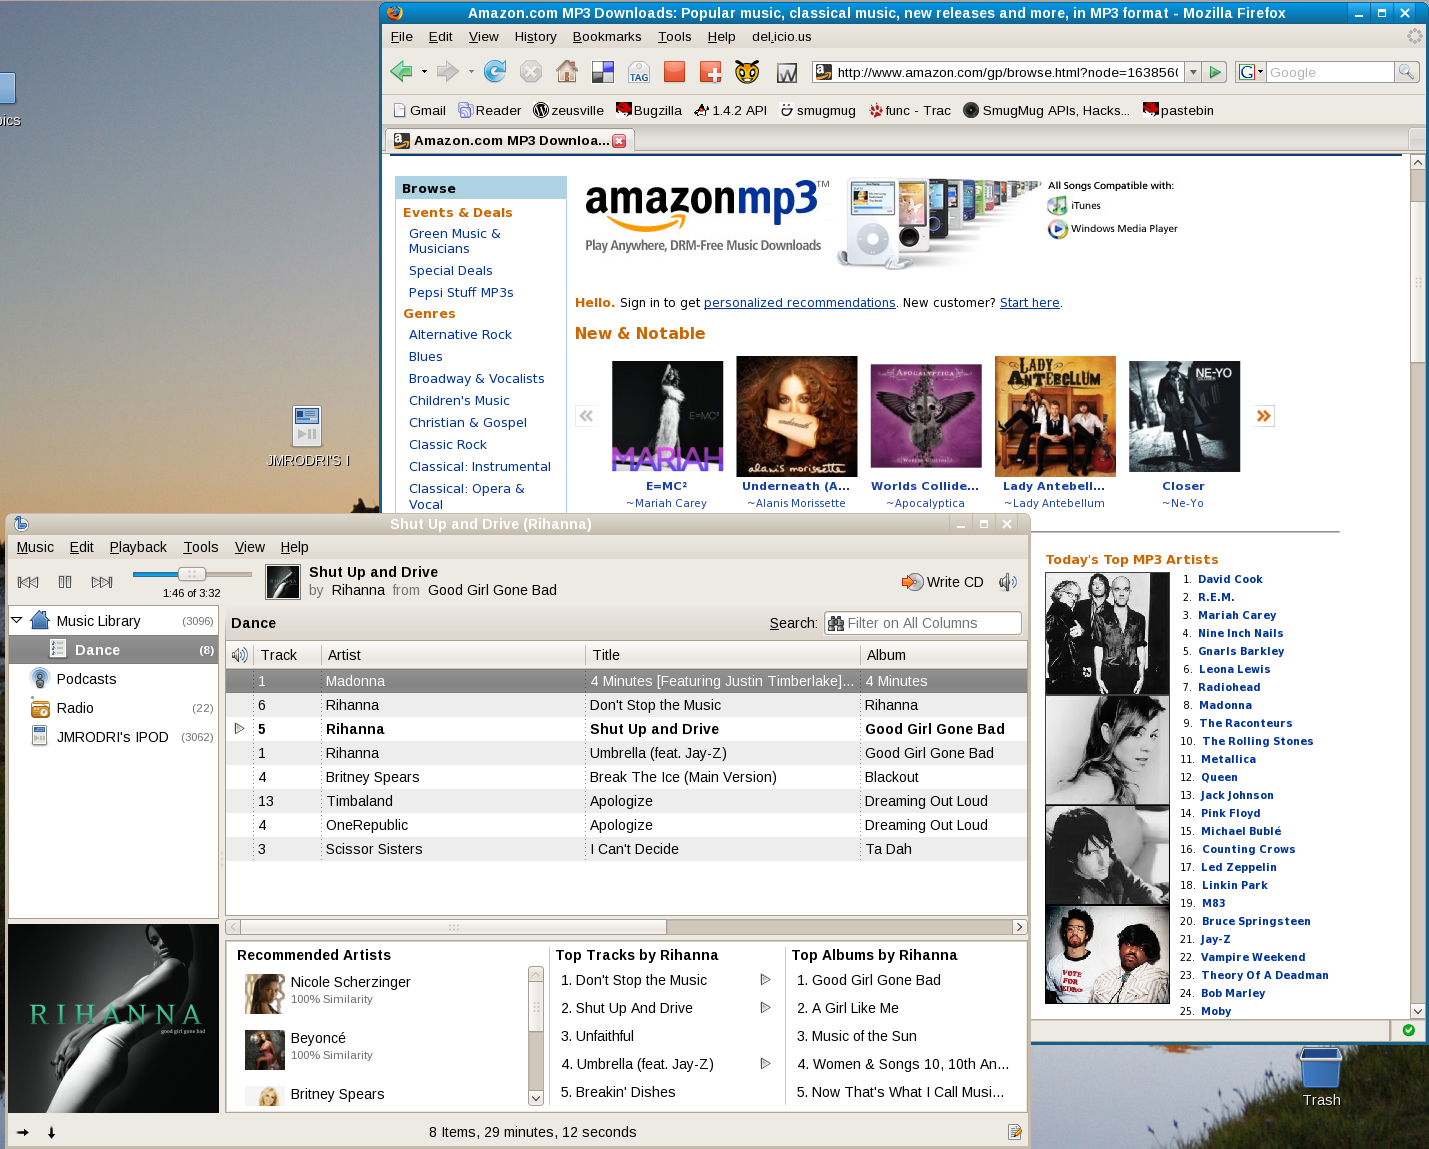 Amazon.com MP3 Downloads: Popular music, classical music, new releases and more, in MP3 format - Mozilla Firefox
File Edit View History Bookmarks Tools Help del.icio.us
TAG
W
http://www.amazon.com/gp/browse.html?node=1638560
G
Google
Gmail Reader zeusville Bugzilla 1.4.2 API smugmug func - Trac SmugMug APIs, Hacks... pastebin
Amazon.com MP3 Downloa...
pics
JMRODRI'S I
Browse
Events & Deals
Green Music &
Musicians
Special Deals
Pepsi Stuff MP3s
Genres
Alternative Rock
Blues
Broadway & Vocalists
Children's Music
Christian & Gospel
Classic Rock
Classical: Instrumental
Classical: Opera &
Vocal
amazonmp3™
Play Anywhere, DRM-Free Music Downloads
All Songs Compatible with:
iTunes
Windows Media Player
Hello. Sign in to get personalized recommendations. New customer? Start here.
New & Notable
E=MC²
MARIAH
underneath
alanis morissette
APOCALYPTICA
WORLDS COLLIDE
LADY ANTEBELLUM
NE-YO
E=MC² Underneath (A... Worlds Collide... Lady Antebell... Closer
~Mariah Carey ~Alanis Morissette ~Apocalyptica ~Lady Antebellum ~Ne-Yo
Today's Top MP3 Artists
1. David Cook
2. R.E.M.
3. Mariah Carey
4. Nine Inch Nails
5. Gnarls Barkley
6. Leona Lewis
7. Radiohead
8. Madonna
9. The Raconteurs
10. The Rolling Stones
11. Metallica
12. Queen
13. Jack Johnson
14. Pink Floyd
15. Michael Bublé
16. Counting Crows
17. Led Zeppelin
18. Linkin Park
19. M83
20. Bruce Springsteen
21. Jay-Z
22. Vampire Weekend
23. Theory Of A Deadman
24. Bob Marley
25. Moby
VOTE
FOR
Trash
Shut Up and Drive (Rihanna)
Music Edit Playback Tools View Help
1:46 of 3:32
Shut Up and Drive
by Rihanna from Good Girl Gone Bad
Write CD
Music Library (3096)
Dance (8)
Podcasts
Radio (22)
JMRODRI's IPOD (3062)
Dance
Search: Filter on All Columns
Track Artist Title Album
1 Madonna 4 Minutes [Featuring Justin Timberlake]... 4 Minutes
6 Rihanna Don't Stop the Music Rihanna
5 Rihanna Shut Up and Drive Good Girl Gone Bad
1 Rihanna Umbrella (feat. Jay-Z) Good Girl Gone Bad
4 Britney Spears Break The Ice (Main Version) Blackout
13 Timbaland Apologize Dreaming Out Loud
4 OneRepublic Apologize Dreaming Out Loud
3 Scissor Sisters I Can't Decide Ta Dah
RIHANNA
good girl gone bad
Recommended Artists
Nicole Scherzinger
100% Similarity
Beyoncé
100% Similarity
Britney Spears
Top Tracks by Rihanna
1. Don't Stop the Music
2. Shut Up And Drive
3. Unfaithful
4. Umbrella (feat. Jay-Z)
5. Breakin' Dishes
Top Albums by Rihanna
1. Good Girl Gone Bad
2. A Girl Like Me
3. Music of the Sun
4. Women & Songs 10, 10th An...
5. Now That's What I Call Musi...
8 Items, 29 minutes, 12 seconds